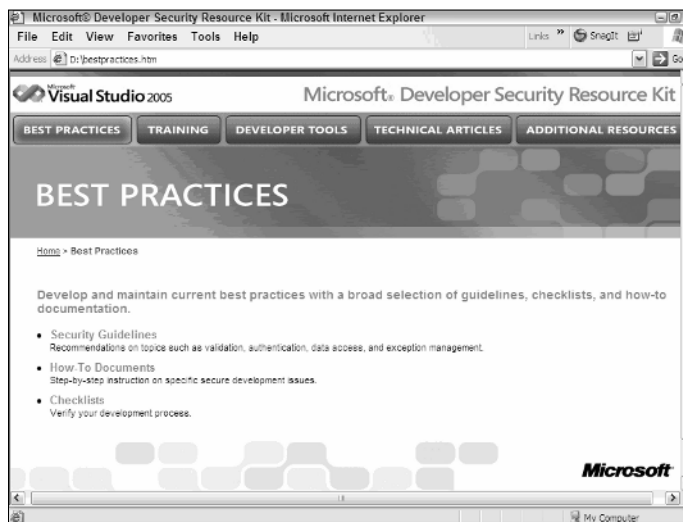 Microsoft® Developer Security Resource Kit - Microsoft Internet Explorer
File Edit View Favorites Tools Help Links » SnagIt
Address D:\bestpractices.htm Go
Microsoft Visual Studio 2005 Microsoft® Developer Security Resource Kit
BEST PRACTICES TRAINING DEVELOPER TOOLS TECHNICAL ARTICLES ADDITIONAL RESOURCES
BEST PRACTICES
Home > Best Practices
Develop and maintain current best practices with a broad selection of guidelines, checklists, and how-to
documentation.
• Security Guidelines
Recommendations on topics such as validation, authentication, data access, and exception management.
• How-To Documents
Step-by-step instruction on specific secure development issues.
• Checklists
Verify your development process.
Microsoft
My Computer